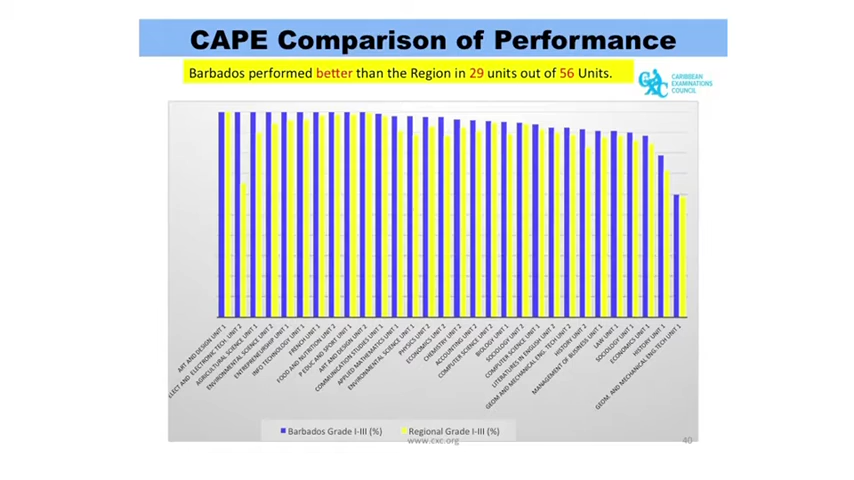 CAPE Comparison of Performance
Barbados performed better than the Region in 29 units out of 56 Units.
CXC
CARIBBEAN
EXAMINATIONS
COUNCIL
ART AND DESIGN UNIT 1
ELECT AND ELECTRONIC TECH. UNIT 2
AGRICULTURAL SCIENCE UNIT 1
ENVIRONMENTAL SCIENCE UNIT 2
ENTREPRENEURSHIP UNIT 1
INFO TECHNOLOGY UNIT 1
FRENCH UNIT 1
FOOD AND NUTRITION UNIT 2
P EDUC AND SPORT UNIT 1
ART AND DESIGN UNIT 2
COMMUNICATION STUDIES UNIT 1
APPLIED MATHEMATICS UNIT 1
ENVIRONMENTAL SCIENCE UNIT 1
PHYSICS UNIT 2
ECONOMICS UNIT 2
CHEMISTRY UNIT 2
ACCOUNTING UNIT 2
COMPUTER SCIENCE UNIT 2
BIOLOGY UNIT 1
SOCIOLOGY UNIT 2
COMPUTER SCIENCE UNIT 1
LITERATURE IN ENGLISH UNIT 2
GEOM AND MECHANICAL ENG. TECH UNIT 2
HISTORY UNIT 2
MANAGEMENT OF BUSINESS UNIT 1
LAW UNIT 1
SOCIOLOGY UNIT 1
ECONOMICS UNIT 1
HISTORY UNIT 1
GEOM. AND MECHANICAL ENG. TECH UNIT 1
Barbados Grade I-III (%)
Regional Grade I-III (%)
www.cxc.org
40